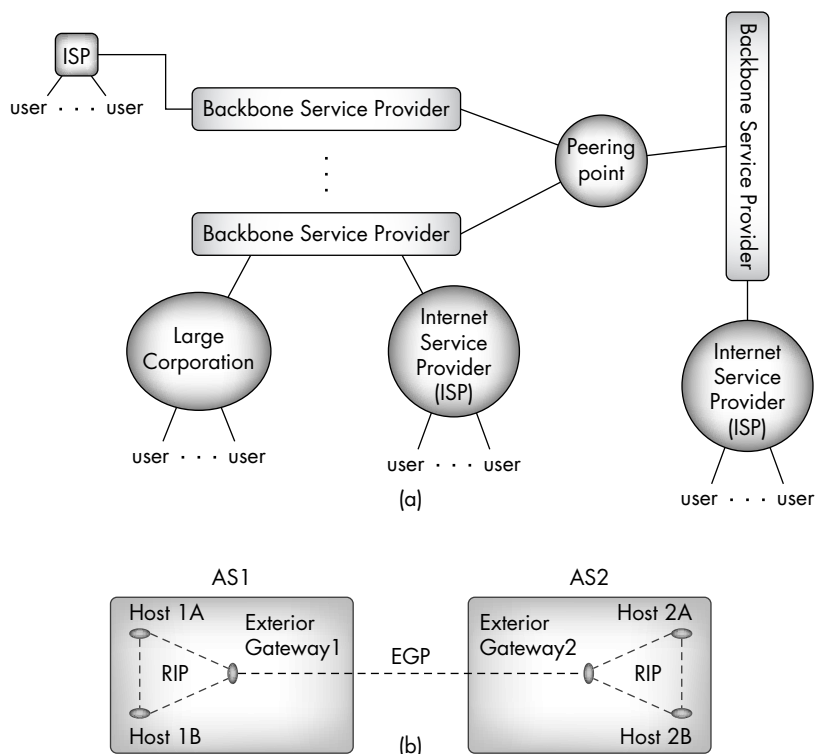 ISP
user . . . user
Backbone Service Provider
.
.
.
Backbone Service Provider
Peering
point
Backbone Service Provider
Large
Corporation
user . . . user
Internet
Service
Provider
(ISP)
user . . . user
Internet
Service
Provider
(ISP)
user . . . user
(a)
AS1
Host 1A
RIP
Host 1B
Exterior
Gateway1
EGP
AS2
Exterior
Gateway2
Host 2A
RIP
Host 2B
(b)